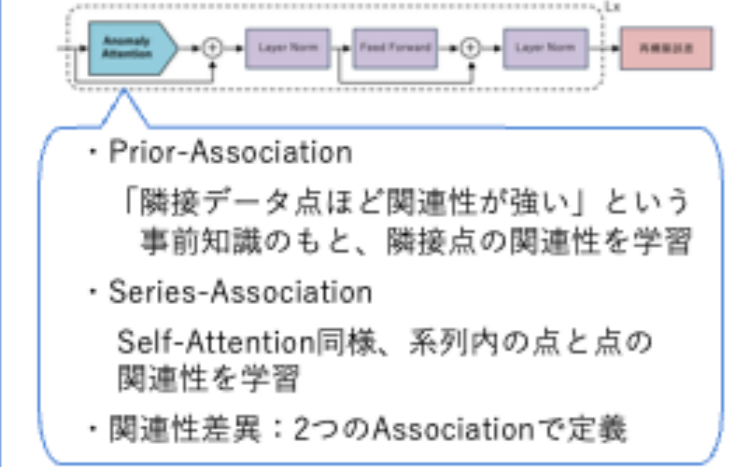 Lx
Anomaly
Attention
Layer Norm
Feed Forward
Layer Norm
再構築誤差
・Prior-Association
「隣接データ点ほど関連性が強い」という
事前知識のもと、隣接点の関連性を学習
・Series-Association
Self-Attention同様、系列内の点と点の
関連性を学習
・関連性差異：2つのAssociationで定義